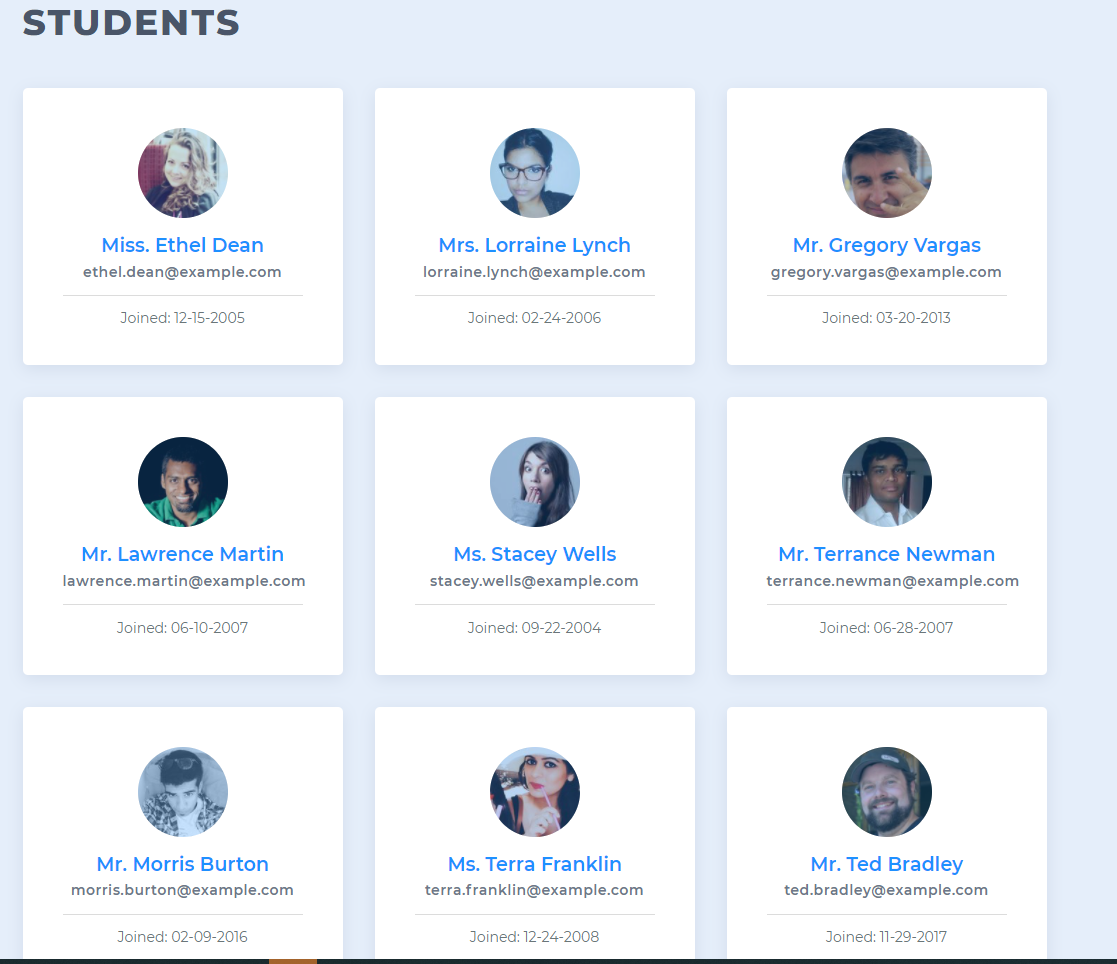 STUDENTS
Miss. Ethel Dean
ethel.dean@example.com
Joined: 12-15-2005
Mrs. Lorraine Lynch
lorraine.lynch@example.com
Joined: 02-24-2006
Mr. Gregory Vargas
gregory.vargas@example.com
Joined: 03-20-2013
Mr. Lawrence Martin
lawrence.martin@example.com
Joined: 06-10-2007
Ms. Stacey Wells
stacey.wells@example.com
Joined: 09-22-2004
Mr. Terrance Newman
terrance.newman@example.com
Joined: 06-28-2007
Mr. Morris Burton
morris.burton@example.com
Joined: 02-09-2016
Ms. Terra Franklin
terra.franklin@example.com
Joined: 12-24-2008
Mr. Ted Bradley
ted.bradley@example.com
Joined: 11-29-2017